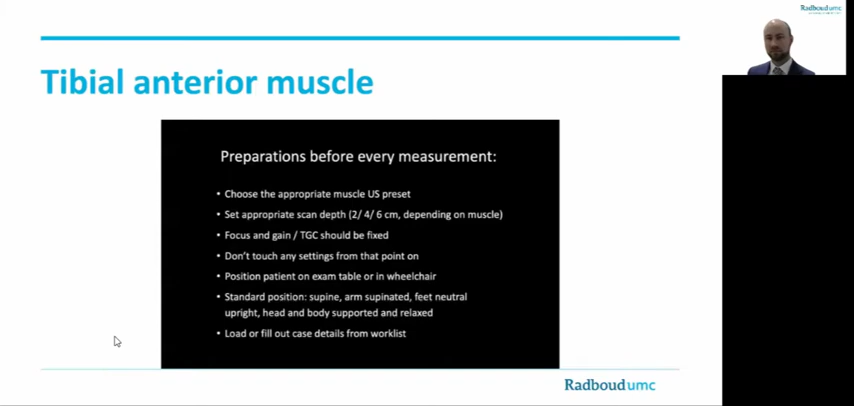 Radboudumc
Tibial anterior muscle
Preparations before every measurement:
• Choose the appropriate muscle US preset
• Set appropriate scan depth (2/ 4/ 6 cm, depending on muscle)
• Focus and gain / TGC should be fixed
• Don't touch any settings from that point on
• Position patient on exam table or in wheelchair
• Standard position: supine, arm supinated, feet neutral
upright, head and body supported and relaxed
• Load or fill out case details from worklist
Radboudumc